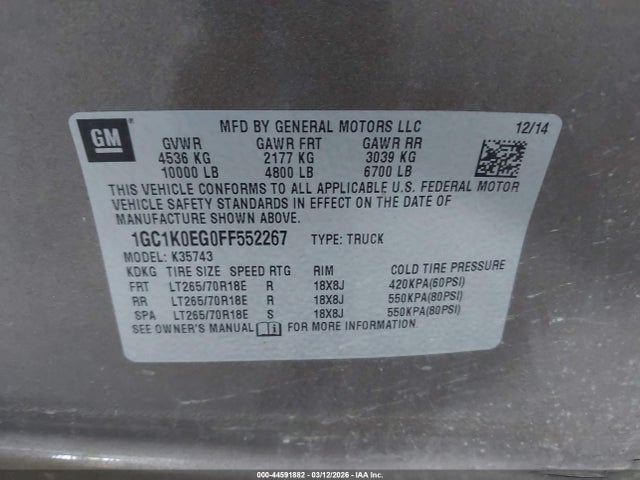 GM
MFD BY GENERAL MOTORS LLC 12/14
GVWR GAWR FRT GAWR RR
4536 KG 2177 KG 3039 KG
10000 LB 4800 LB 6700 LB
THIS VEHICLE CONFORMS TO ALL APPLICABLE U.S. FEDERAL MOTOR
VEHICLE SAFETY STANDARDS IN EFFECT ON THE DATE OF
MANUFACTURE SHOWN ABOVE.
1GC1K0EG0FF552267 TYPE: TRUCK
MODEL: K35743
KDKG TIRE SIZE SPEED RTG RIM COLD TIRE PRESSURE
FRT LT265/70R18E R 18X8J 420KPA(60PSI)
RR LT265/70R18E R 18X8J 550KPA(80PSI)
SPA LT265/70R18E S 18X8J 550KPA(80PSI)
SEE OWNER'S MANUAL FOR MORE INFORMATION
000-44591882 - 03/12/2026 - IAA Inc.